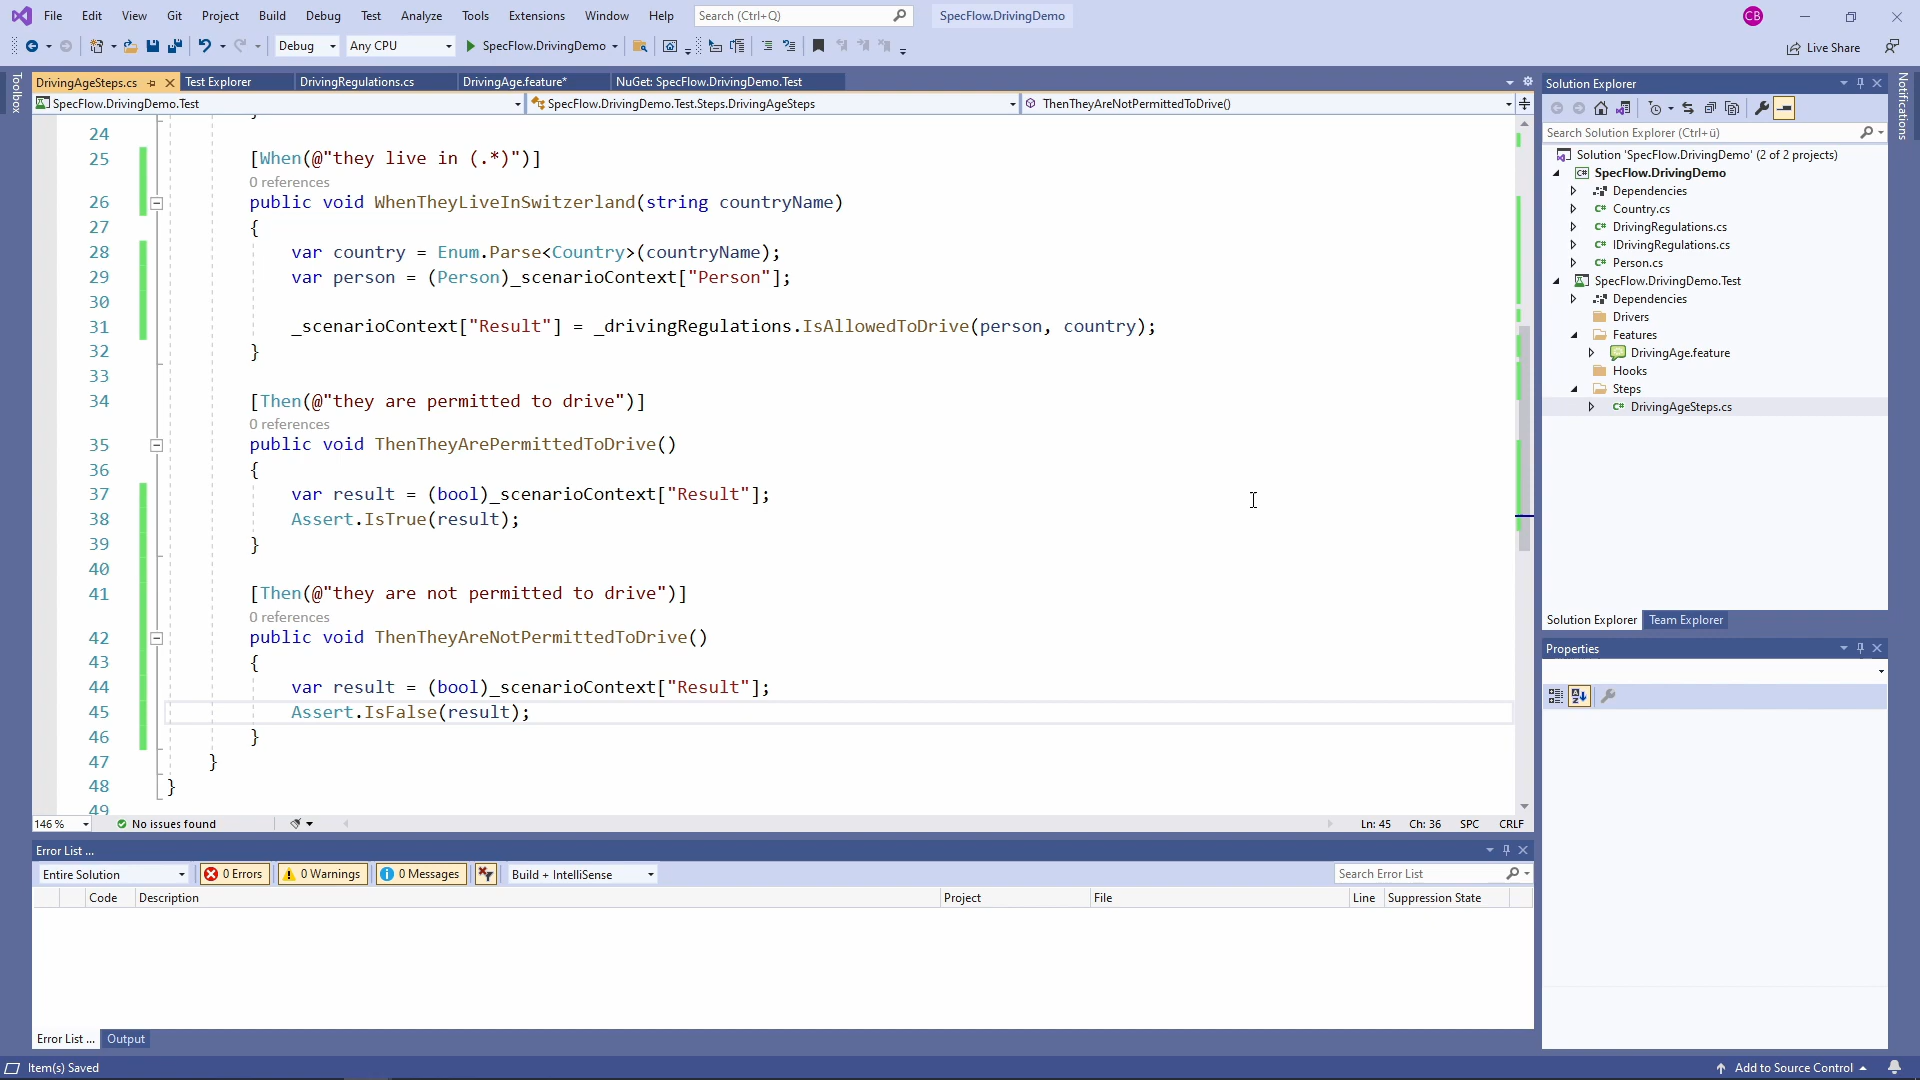 File Edit View Git Project Build Debug Test Analyze Tools Extensions Window Help Search (Ctrl+Q) SpecFlow.DrivingDemo CB
Debug Any CPU SpecFlow.DrivingDemo Live Share
Toolbox
DrivingAgeSteps.cs Test Explorer DrivingRegulations.cs DrivingAge.feature* NuGet: SpecFlow.DrivingDemo.Test
SpecFlow.DrivingDemo.Test SpecFlow.DrivingDemo.Test.Steps.DrivingAgeSteps ThenTheyAreNotPermittedToDrive()
24
25 [When(@"they live in (.*)")]
0 references
26 public void WhenTheyLiveInSwitzerland(string countryName)
27 {
28 var country = Enum.Parse<Country>(countryName);
29 var person = (Person)_scenarioContext["Person"];
30
31 _scenarioContext["Result"] = _drivingRegulations.IsAllowedToDrive(person, country);
32 }
33
34 [Then(@"they are permitted to drive")]
0 references
35 public void ThenTheyArePermittedToDrive()
36 {
37 var result = (bool)_scenarioContext["Result"];
38 Assert.IsTrue(result);
39 }
40
41 [Then(@"they are not permitted to drive")]
0 references
42 public void ThenTheyAreNotPermittedToDrive()
43 {
44 var result = (bool)_scenarioContext["Result"];
45 Assert.IsFalse(result);
46 }
47 }
48 }
49
146 % No issues found Ln: 45 Ch: 36 SPC CRLF
Error List ...
Entire Solution 0 Errors 0 Warnings 0 Messages Build + IntelliSense Search Error List
Code Description Project File Line Suppression State
Error List ... Output
Solution Explorer
Search Solution Explorer (Ctrl+ü)
Solution 'SpecFlow.DrivingDemo' (2 of 2 projects)
SpecFlow.DrivingDemo
Dependencies
Country.cs
DrivingRegulations.cs
IDrivingRegulations.cs
Person.cs
SpecFlow.DrivingDemo.Test
Dependencies
Drivers
Features
DrivingAge.feature
Hooks
Steps
DrivingAgeSteps.cs
Solution Explorer Team Explorer
Properties
Notifications
Item(s) Saved Add to Source Control